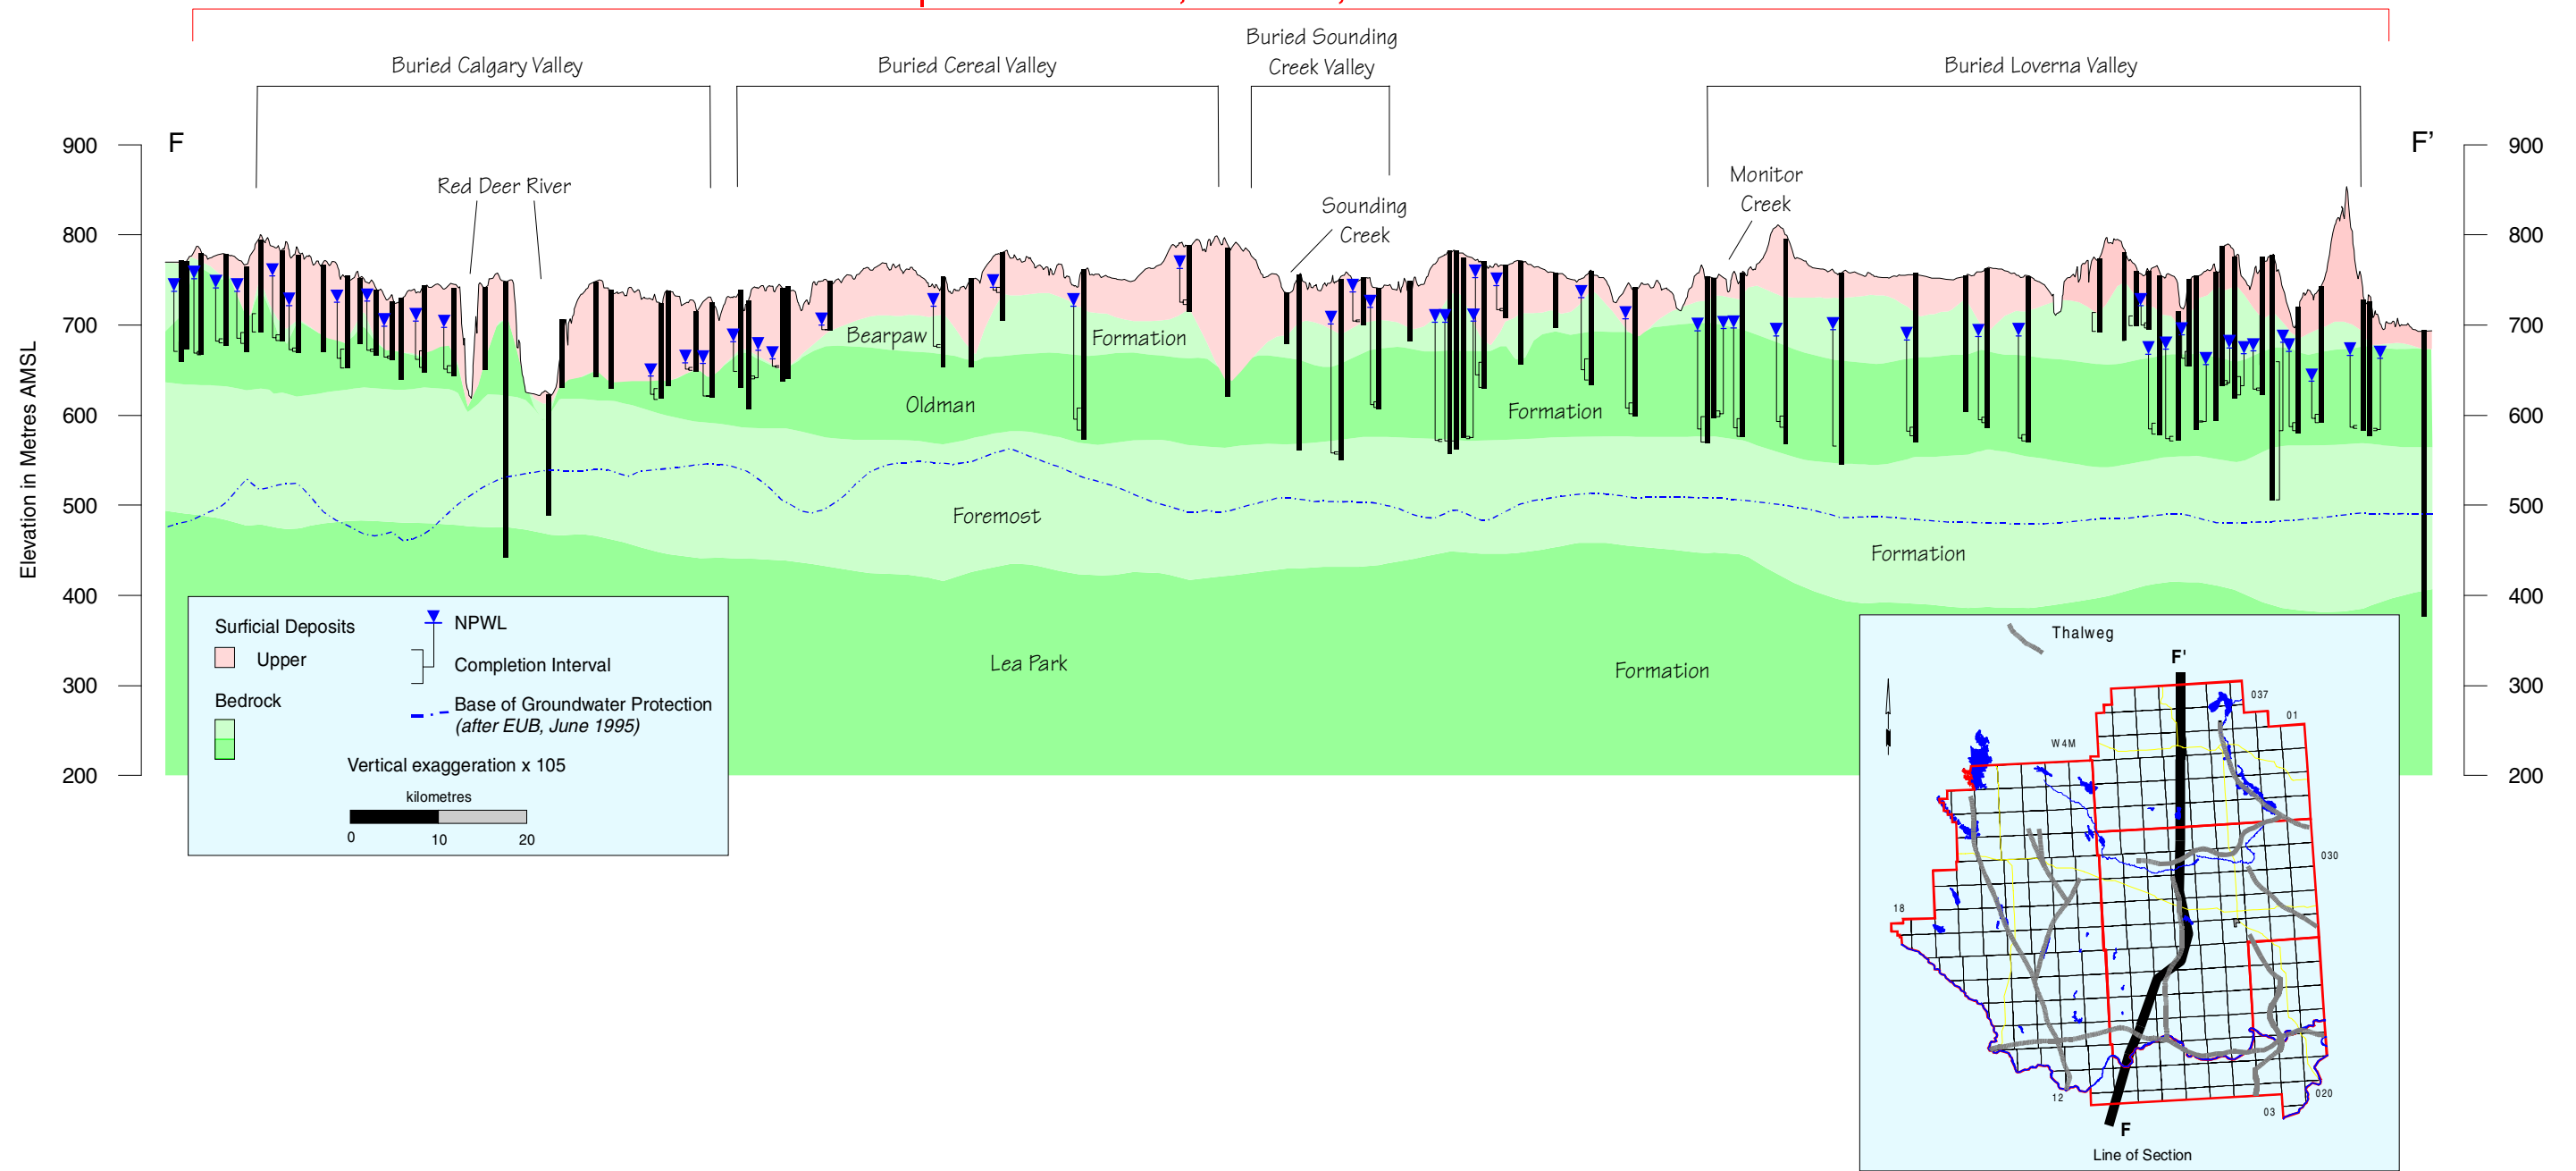 Buried Sounding
Creek Valley
Buried Calgary Valley
Buried Cereal Valley
Buried Loverna Valley
F
F’
Red Deer River
Sounding
Creek
Monitor
Creek
Elevation in Metres AMSL
900
800
700
600
500
400
300
200
900
800
700
600
500
400
300
200
Bearpaw
Formation
Oldman
Formation
Foremost
Formation
Lea Park
Formation
Surficial Deposits
Upper
Bedrock
NPWL
Completion Interval
Base of Groundwater Protection
(after EUB, June 1995)
Vertical exaggeration x 105
kilometres
0 10 20
Thalweg
F'
037
01
W4M
030
18
12
03
020
F
Line of Section